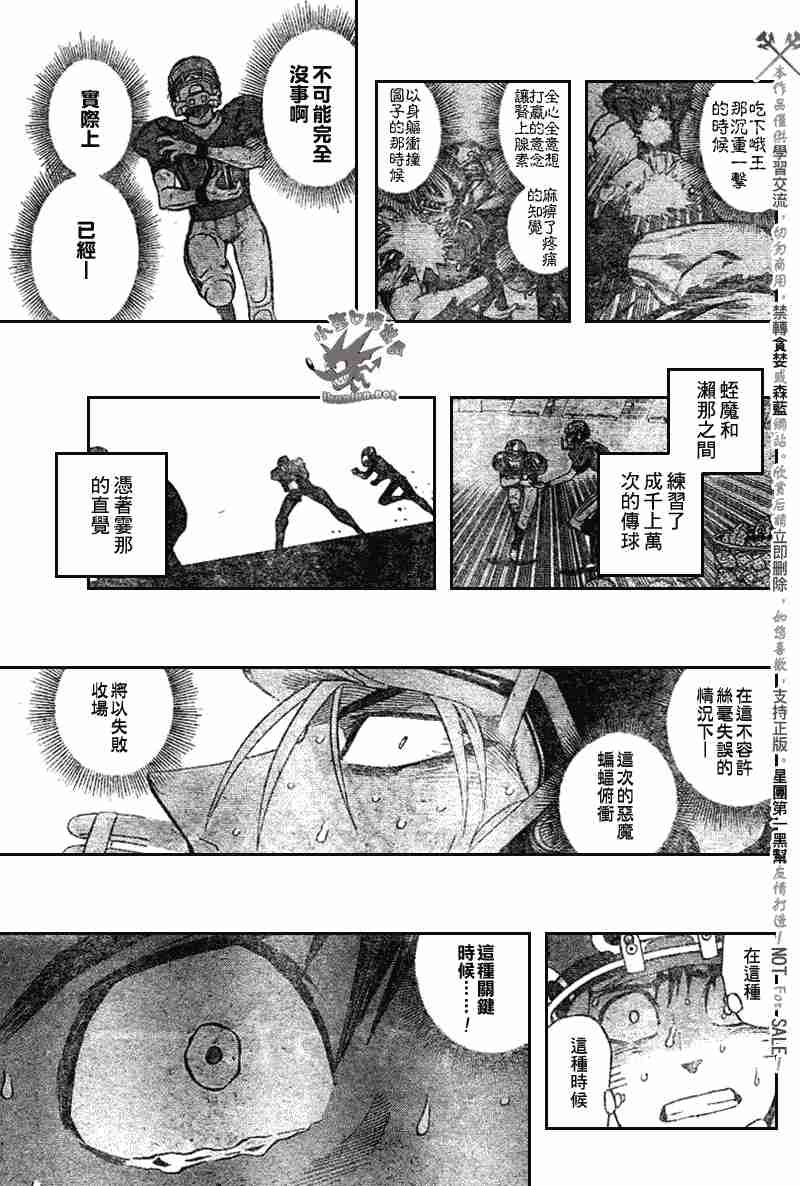 吃下峨王
那沉重一擊
的時候
全心全意想
打贏的意念
讓腎上腺素
麻痹了疼痛
的知覺
以身軀衝撞
圓子的那時候
不可能完全
沒事啊
實際上
已經—
蛭魔和
瀨那之間
練習了
成千上萬
次的傳球
憑著霎那
的直覺
在這不容許
絲毫失誤的
情況下—
這次的惡魔
蝙蝠俯衝
將以失敗
收場
在這種
這種時候
這種關鍵
時候……!
本作品僅供學習交流，切勿商用。禁轉貪婪威森藍網站。欣賞后請立即刪除，如您喜歡，支持正版。星團第一黑幫友情打造！NOT-For-SALE!